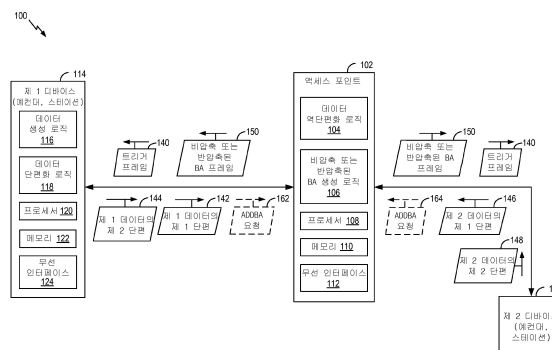 100
114
제 1 디바이스
(예컨대, 스테이션)
데이터
생성 로직
116
데이터
단편화 로직
118
프로세서 120
메모리 122
무선
인터페이스
124
140
트리거
프레임
150
비압축 또는
반압축된
BA 프레임
144
제 1 데이터의
제 2 단편
142
제 1 데이터의
제 1 단편
162
ADDBA
요청
102
액세스 포인트
데이터
역단편화 로직
104
비압축 또는
반압축된
BA 생성 로직
106
프로세서 108
메모리 110
무선 인터페이스
112
150
비압축 또는
반압축된 BA
프레임
140
트리거
프레임
164
ADDBA
요청
146
제 2 데이터의
제 1 단편
148
제 2 데이터의
제 2 단편
제 2 디바이스
(예컨대,
스테이션)